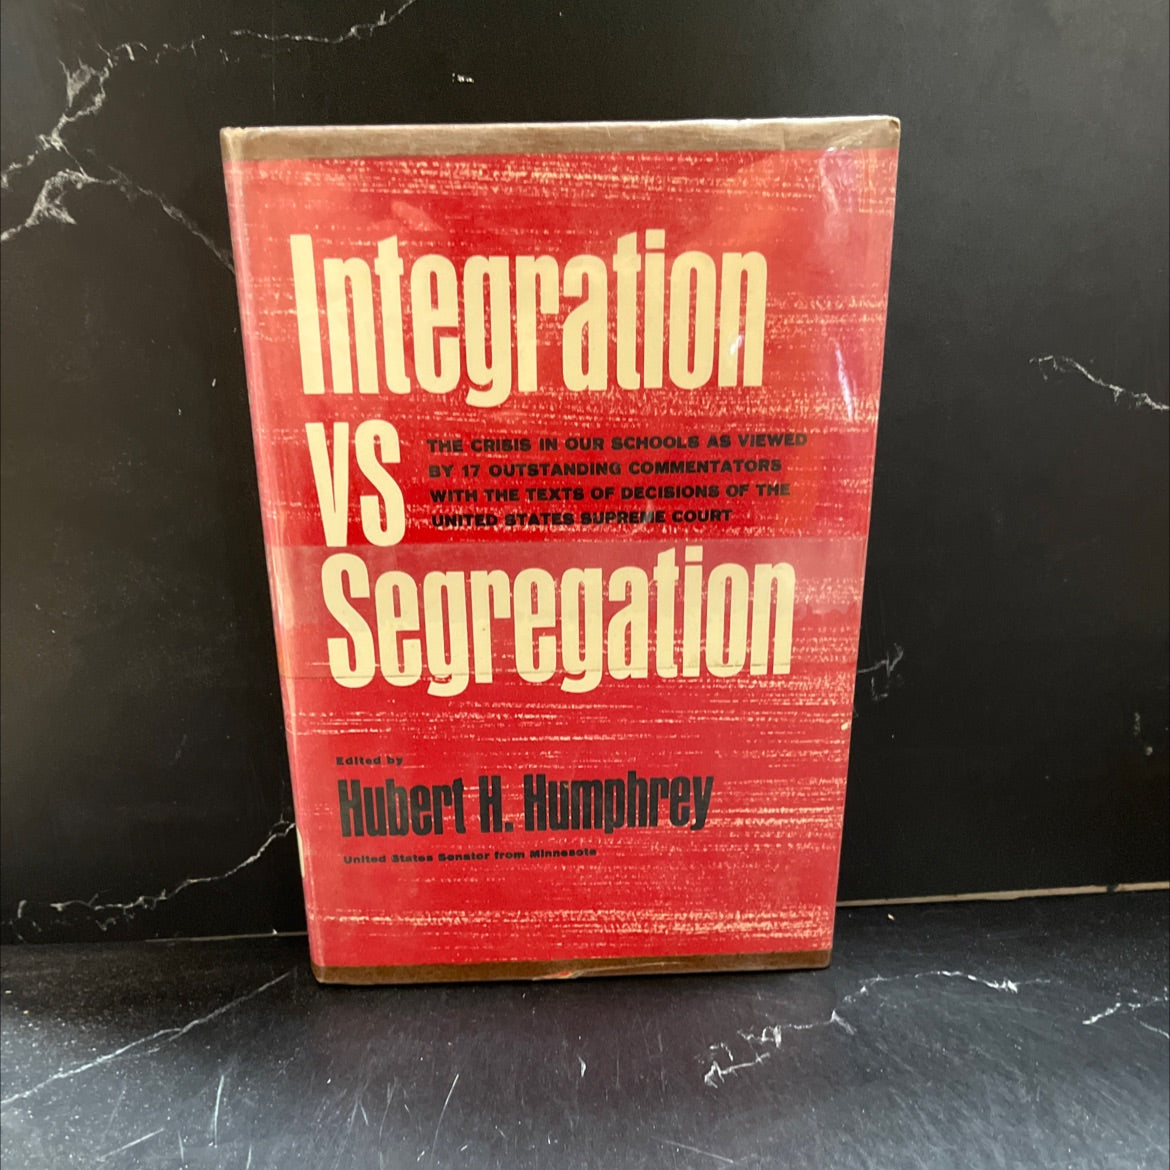 Integration
vs
THE CRISIS IN OUR SCHOOLS AS VIEWED
BY 17 OUTSTANDING COMMENTATORS
WITH THE TEXTS OF DECISIONS OF THE
UNITED STATES SUPREME COURT
Segregation
Edited by
Hubert H. Humphrey
United States Senator from Minnesota